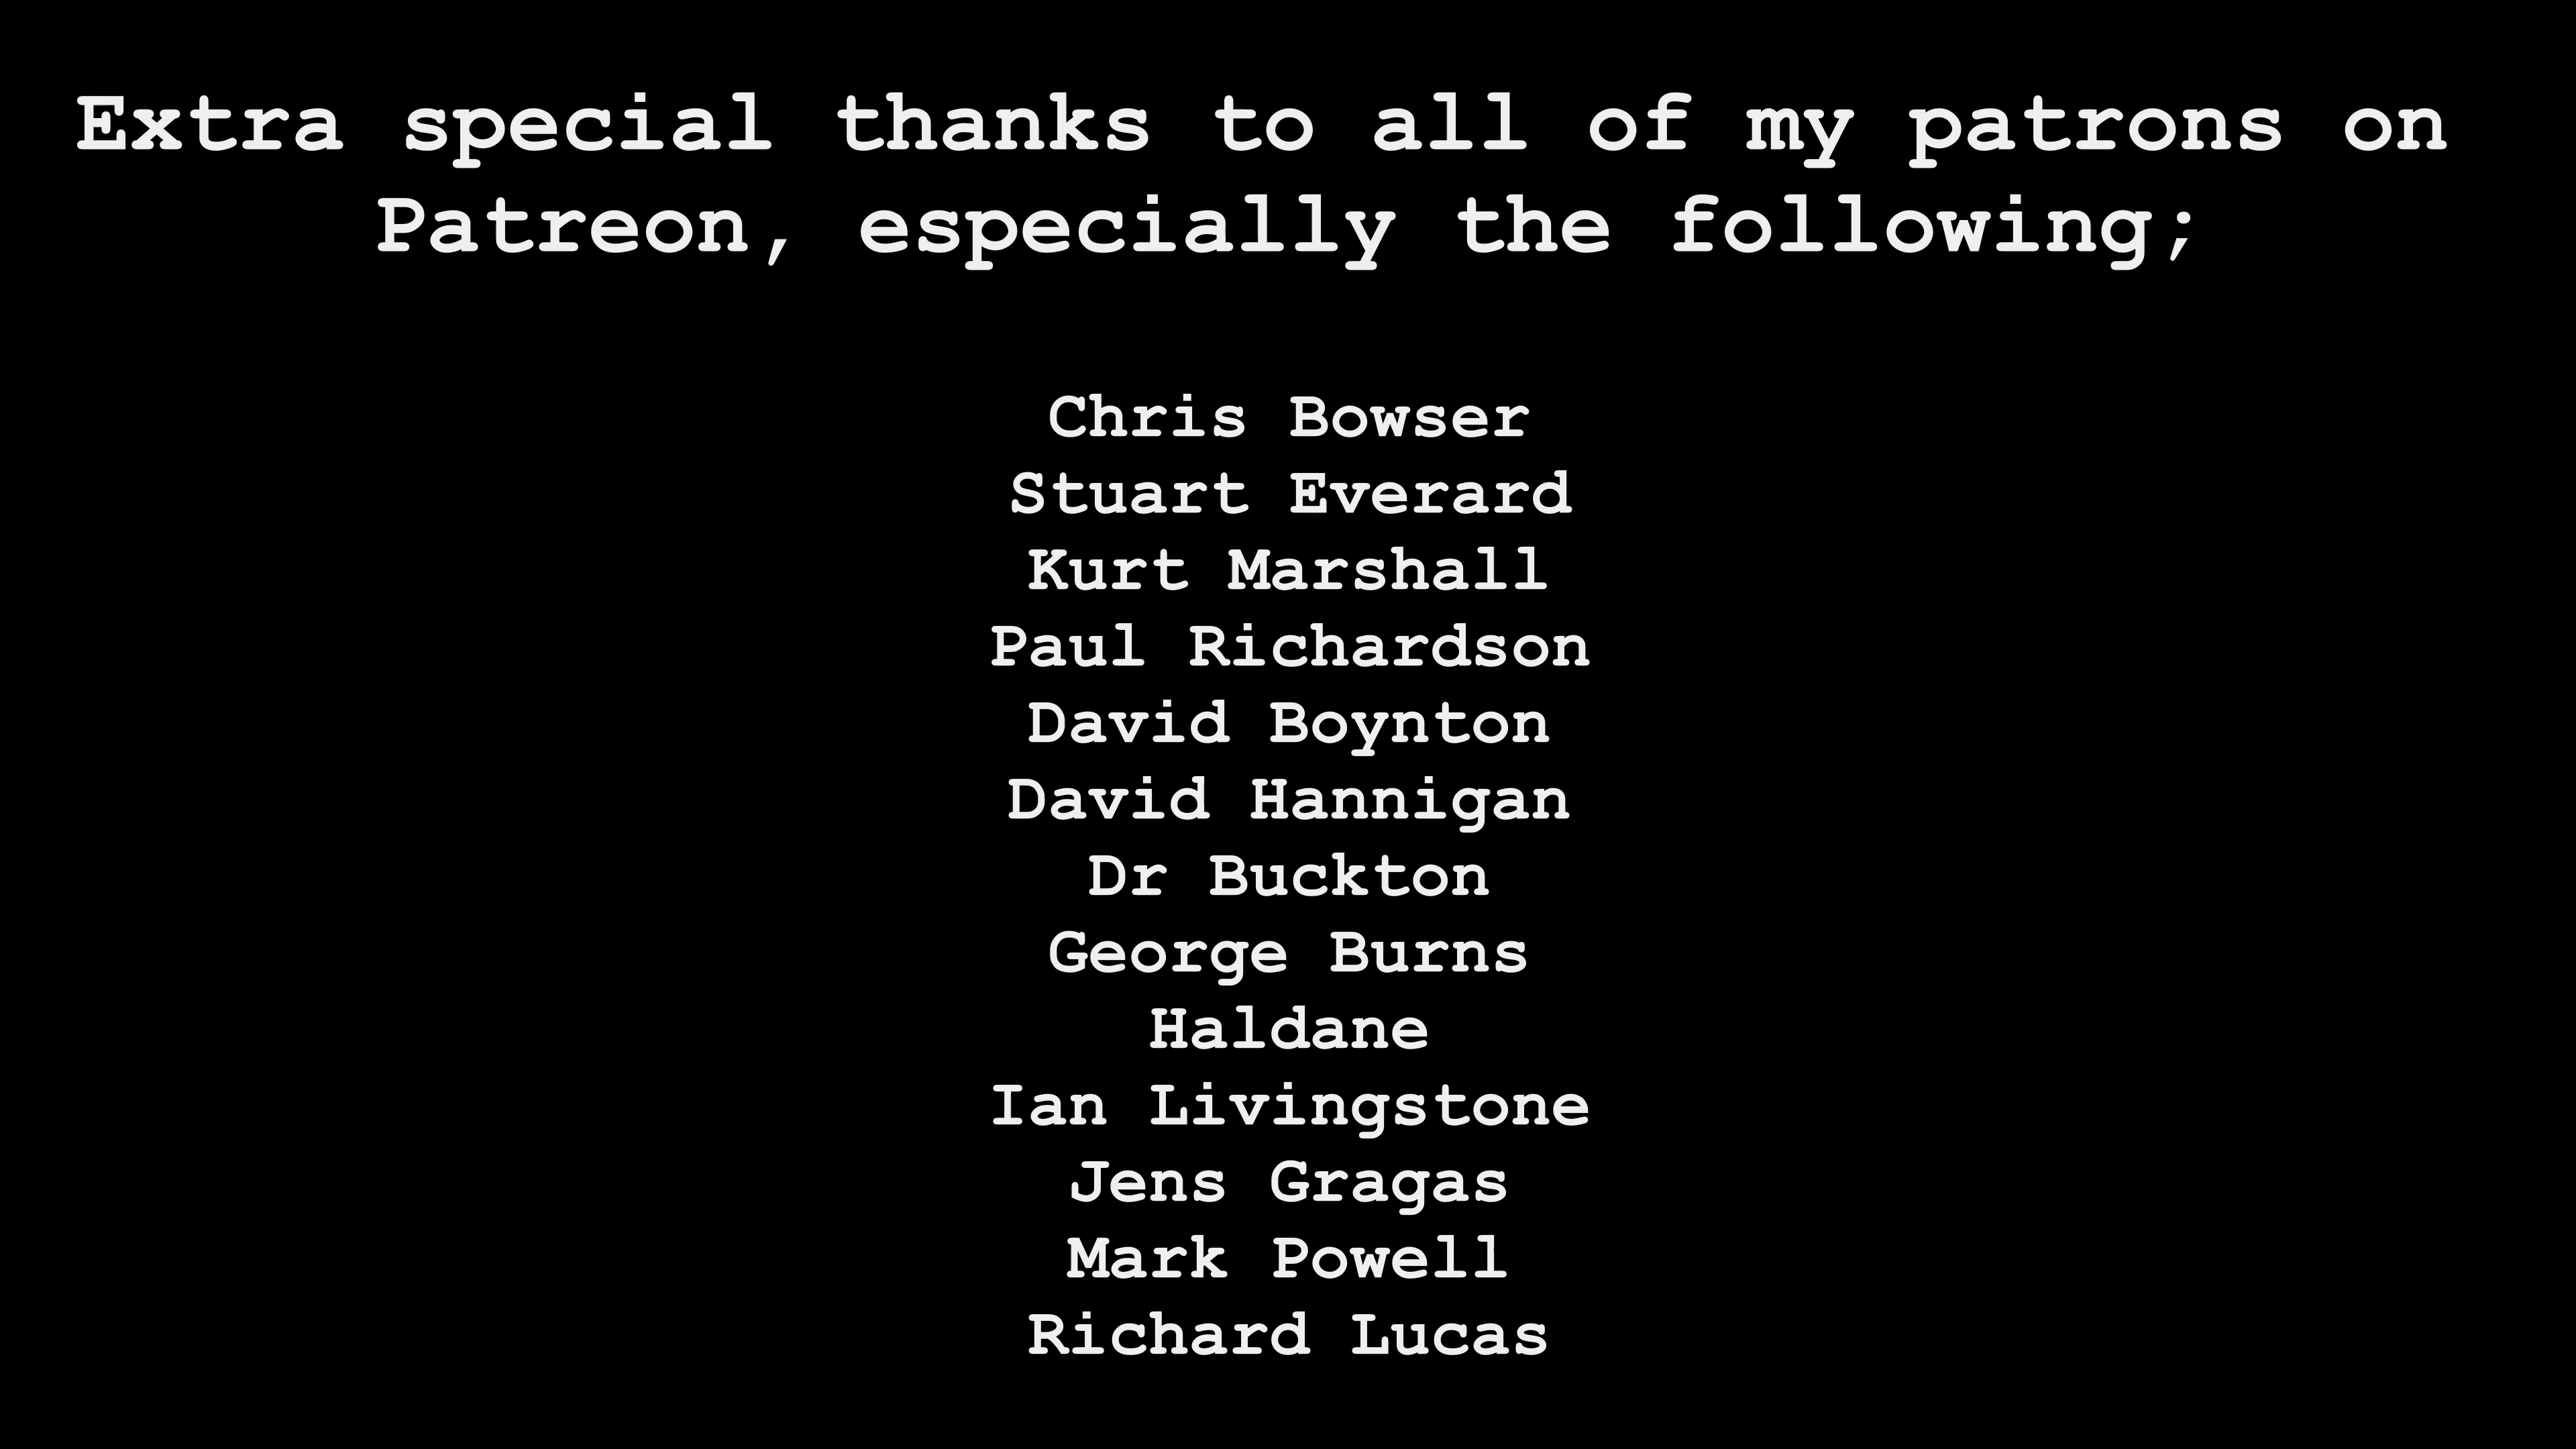 Extra special thanks to all of my patrons on
Patreon, especially the following;
Chris Bowser
Stuart Everard
Kurt Marshall
Paul Richardson
David Boynton
David Hannigan
Dr Buckton
George Burns
Haldane
Ian Livingstone
Jens Gragas
Mark Powell
Richard Lucas